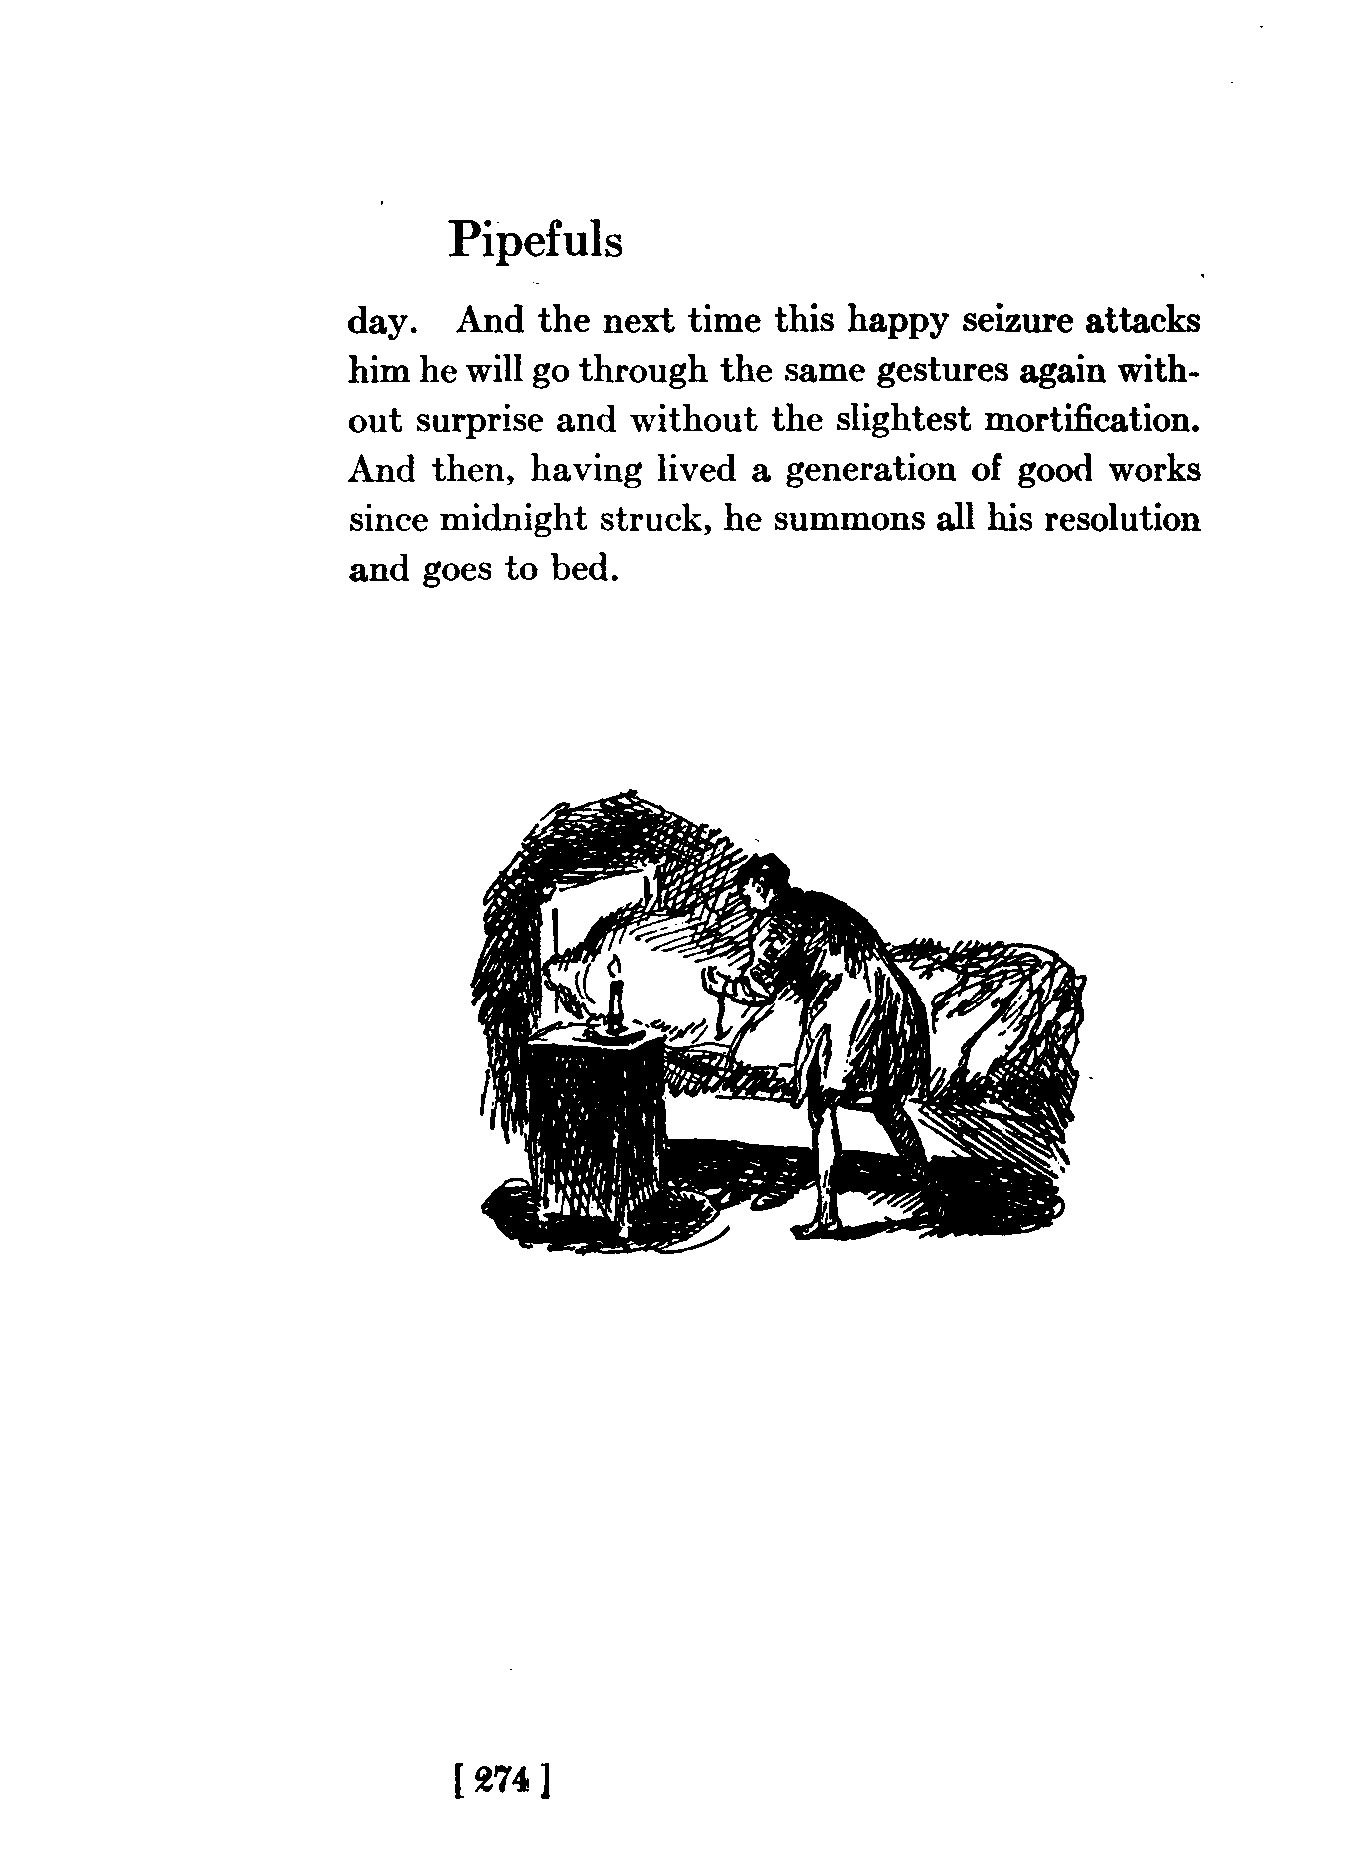 Pipefuls
day. And the next time this happy seizure attacks
him he will go through the same gestures again with-
out surprise and without the slightest mortification.
And then, having lived a generation of good works
since midnight struck, he summons all his resolution
and goes to bed.
[ 274 ]